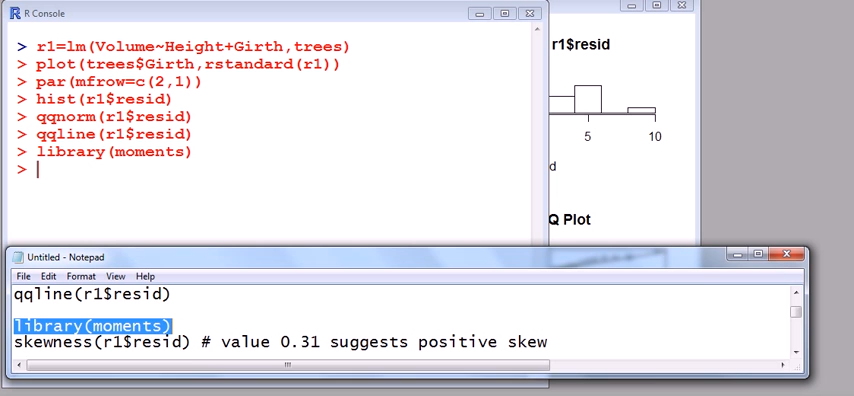 R Console
> r1=lm(Volume~Height+Girth,trees)
> plot(trees$Girth,rstandard(r1))
> par(mfrow=c(2,1))
> hist(r1$resid)
> qqnorm(r1$resid)
> qqline(r1$resid)
> library(moments)
>
r1$resid
5 10
d
Q Plot
Untitled - Notepad
File Edit Format View Help
qqline(r1$resid)
library(moments)
skewness(r1$resid) # value 0.31 suggests positive skew